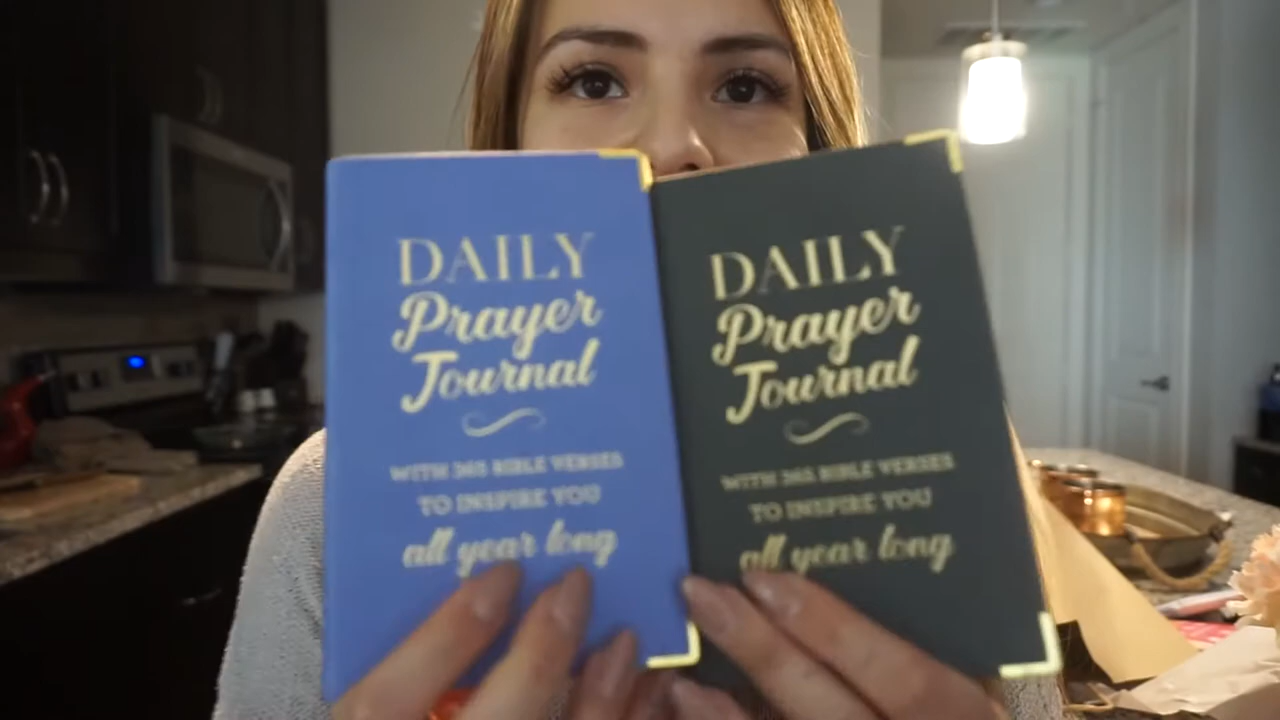 DAILY
Prayer
Journal
WITH 365 BIBLE VERSES
TO INSPIRE YOU
all year long
DAILY
Prayer
Journal
WITH 365 BIBLE VERSES
TO INSPIRE YOU
all year long